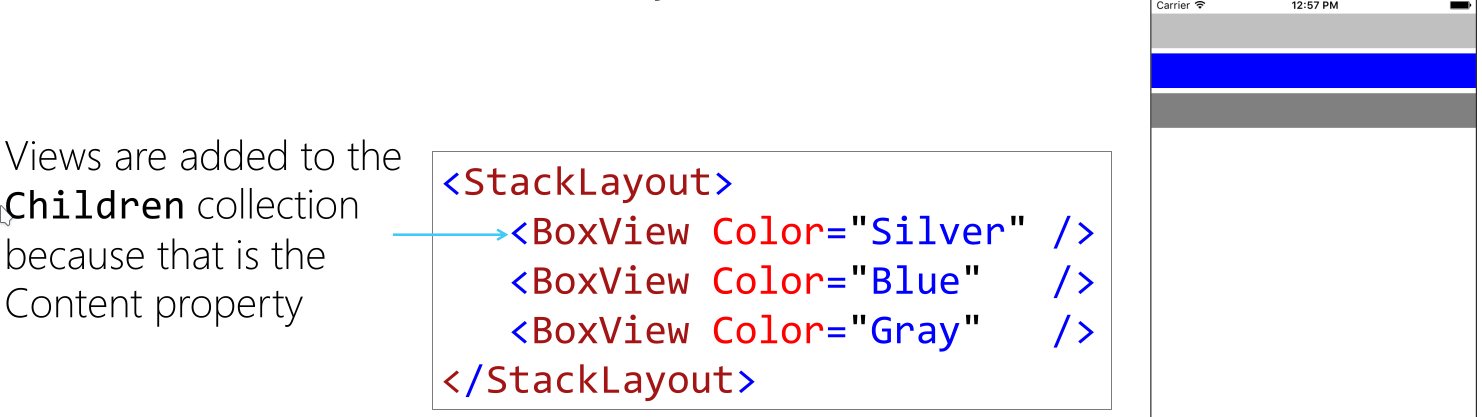 Carrier 12:57 PM
Views are added to the
Children collection
because that is the
Content property
<StackLayout>
<BoxView Color="Silver" />
<BoxView Color="Blue" />
<BoxView Color="Gray" />
</StackLayout>